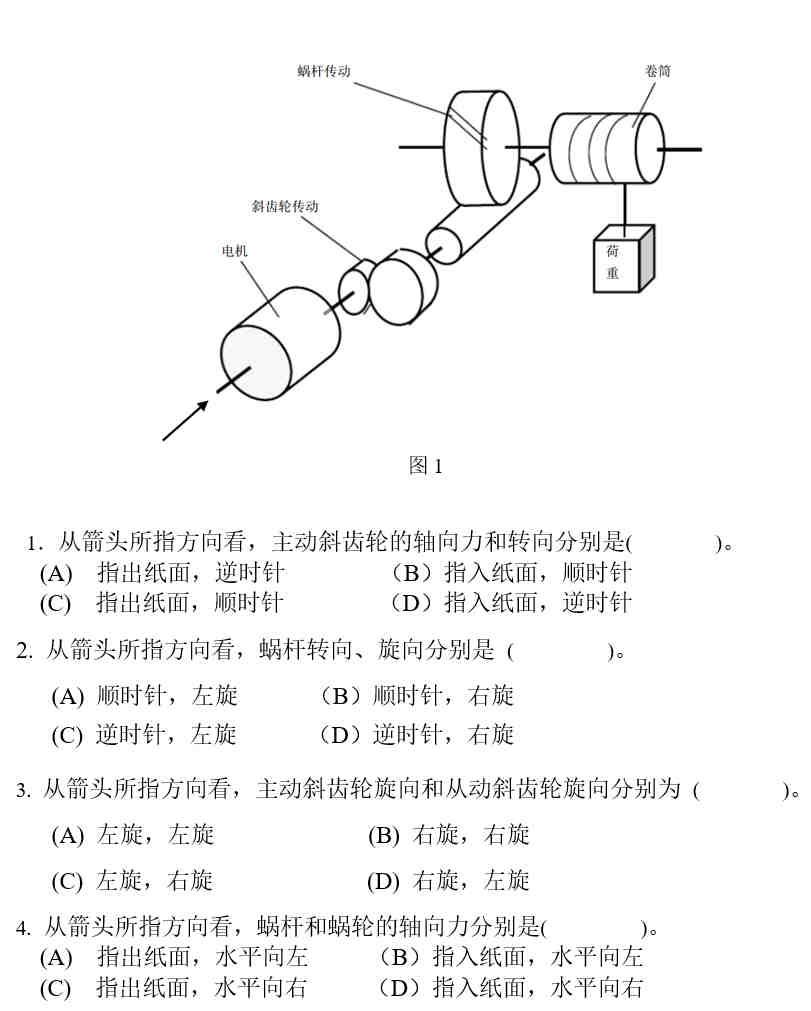 蜗杆传动
卷筒
斜齿轮传动
电机
荷
重
图 1
1. 从箭头所指方向看，主动斜齿轮的轴向力和转向分别是( )。
(A) 指出纸面，逆时针 （B）指入纸面，顺时针
(C) 指出纸面，顺时针 （D）指入纸面，逆时针
2. 从箭头所指方向看，蜗杆转向、旋向分别是 ( )。
(A) 顺时针，左旋 （B）顺时针，右旋
(C) 逆时针，左旋 （D）逆时针，右旋
3. 从箭头所指方向看，主动斜齿轮旋向和从动斜齿轮旋向分别为 ( )。
(A) 左旋，左旋 (B) 右旋，右旋
(C) 左旋，右旋 (D) 右旋，左旋
4. 从箭头所指方向看，蜗杆和蜗轮的轴向力分别是( )。
(A) 指出纸面，水平向左 （B）指入纸面，水平向左
(C) 指出纸面，水平向右 （D）指入纸面，水平向右